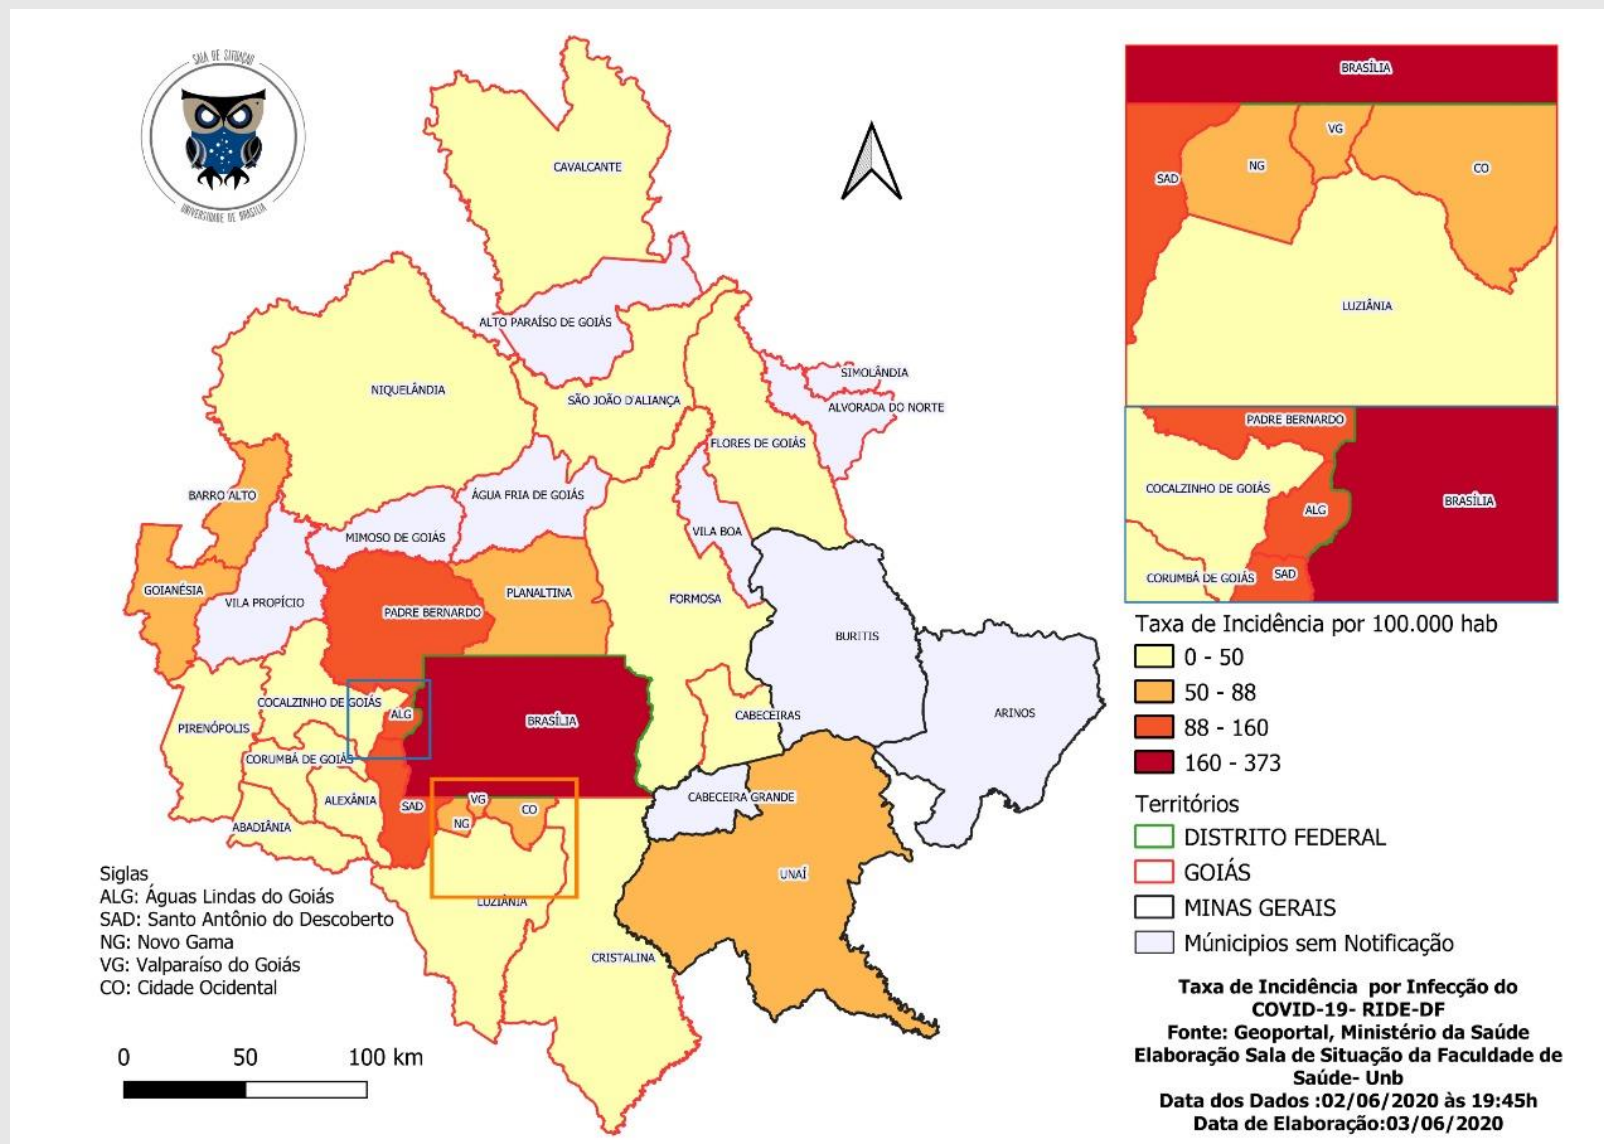 SALA DE SITUAÇÃO
UNIVERSIDADE DE BRASÍLIA
CAVALCANTE
ALTO PARAÍSO DE GOIÁS
NIQUELÂNDIA
SÃO JOÃO D'ALIANÇA
SIMOLÂNDIA
ALVORADA DO NORTE
FLORES DE GOIÁS
BARRO ALTO
ÁGUA FRIA DE GOIÁS
MIMOSO DE GOIÁS
VILA BOA
GOIANÉSIA
VILA PROPÍCIO
PADRE BERNARDO
PLANALTINA
FORMOSA
BURITIS
ARINOS
COCALZINHO DE GOIÁS
ALG
PIRENÓPOLIS
BRASÍLIA
CABECEIRAS
CORUMBÁ DE GOIÁS
ALEXÂNIA
SAD
VG
CO
NG
ABADIÂNIA
CABECEIRA GRANDE
UNAÍ
LUZIÂNIA
CRISTALINA
Siglas
ALG: Águas Lindas do Goiás
SAD: Santo Antônio do Descoberto
NG: Novo Gama
VG: Valparaíso do Goiás
CO: Cidade Ocidental
0 50 100 km
BRASÍLIA
VG
NG
CO
SAD
LUZIÂNIA
PADRE BERNARDO
COCALZINHO DE GOIÁS
BRASÍLIA
ALG
CORUMBÁ DE GOIÁS
SAD
Taxa de Incidência por 100.000 hab
0 - 50
50 - 88
88 - 160
160 - 373
Territórios
DISTRITO FEDERAL
GOIÁS
MINAS GERAIS
Múnicipios sem Notificação
Taxa de Incidência por Infecção do
COVID-19- RIDE-DF
Fonte: Geoportal, Ministério da Saúde
Elaboração Sala de Situação da Faculdade de
Saúde- Unb
Data dos Dados :02/06/2020 às 19:45h
Data de Elaboração:03/06/2020